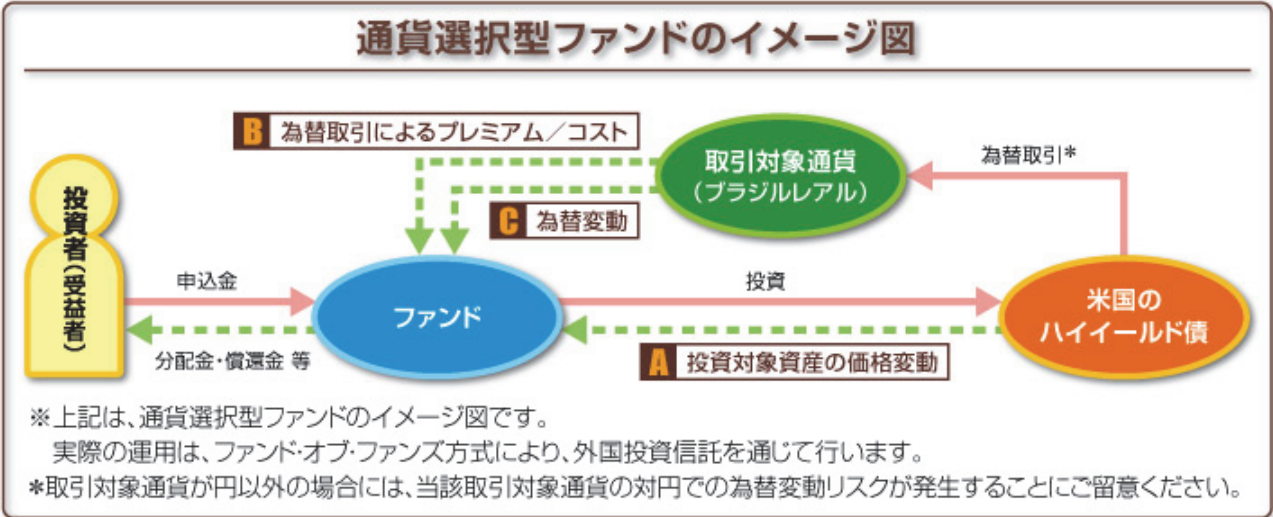 通貨選択型ファンドのイメージ図
B 為替取引によるプレミアム／コスト
取引対象通貨
（ブラジルレアル）
為替取引*
C 為替変動
投資者（受益者）
申込金
ファンド
投資
米国の
ハイイールド債
分配金・償還金 等
A 投資対象資産の価格変動
※上記は、通貨選択型ファンドのイメージ図です。
実際の運用は、ファンド・オブ・ファンズ方式により、外国投資信託を通じて行います。
*取引対象通貨が円以外の場合には、当該取引対象通貨の対円での為替変動リスクが発生することにご留意ください。